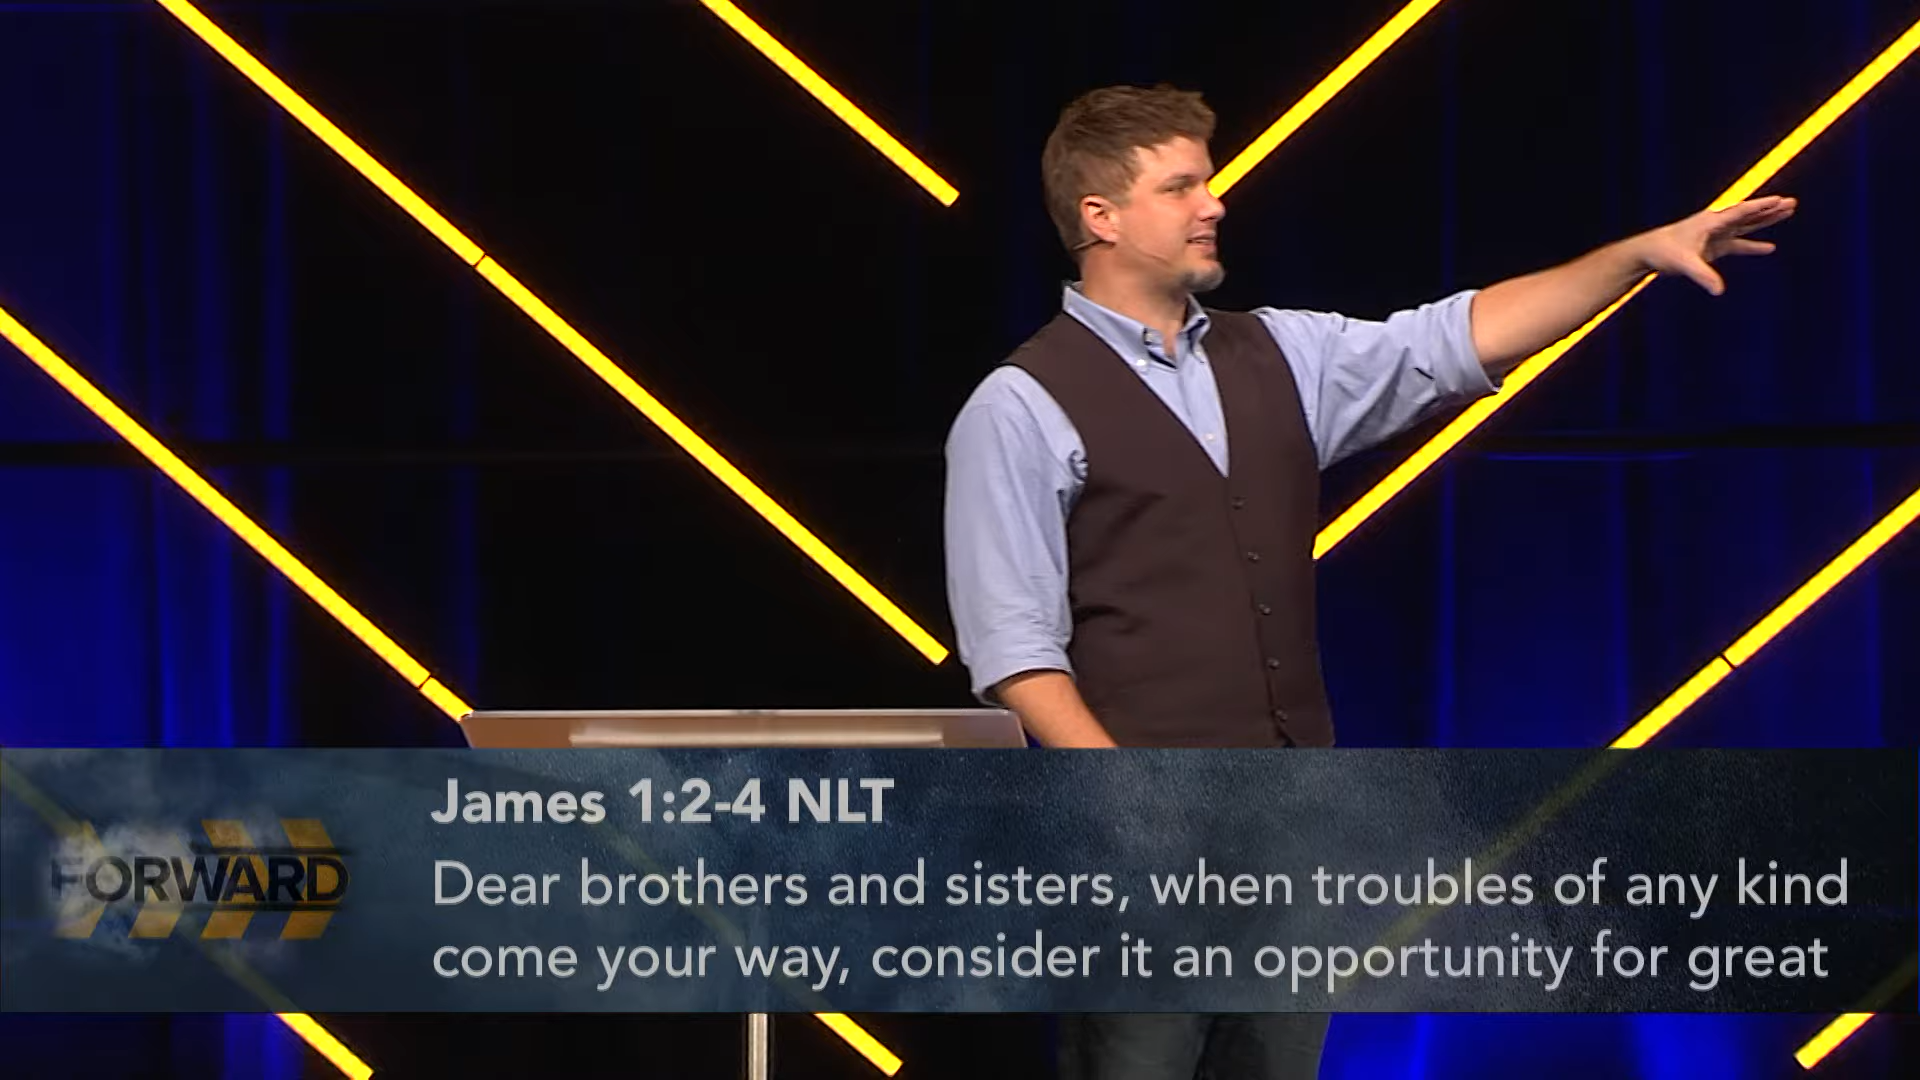 James 1:2-4 NLT
FORWARD
Dear brothers and sisters, when troubles of any kind
come your way, consider it an opportunity for great